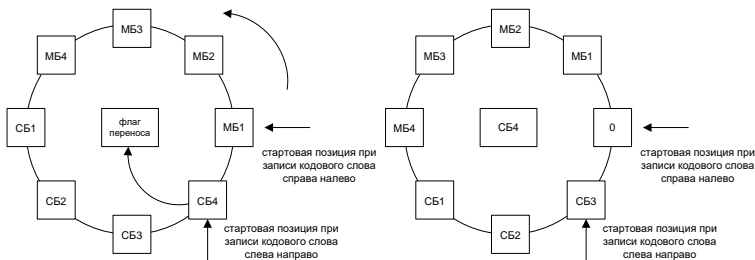 МБ3
МБ4
МБ2
СБ1
флаг
переноса
МБ1
стартовая позиция при
записи кодового слова
справа налево
СБ2
СБ4
СБ3
стартовая позиция при
записи кодового слова
слева направо
МБ2
МБ3
МБ1
МБ4
СБ4
0
стартовая позиция при
записи кодового слова
справа налево
СБ1
СБ3
СБ2
стартовая позиция при
записи кодового слова
слева направо